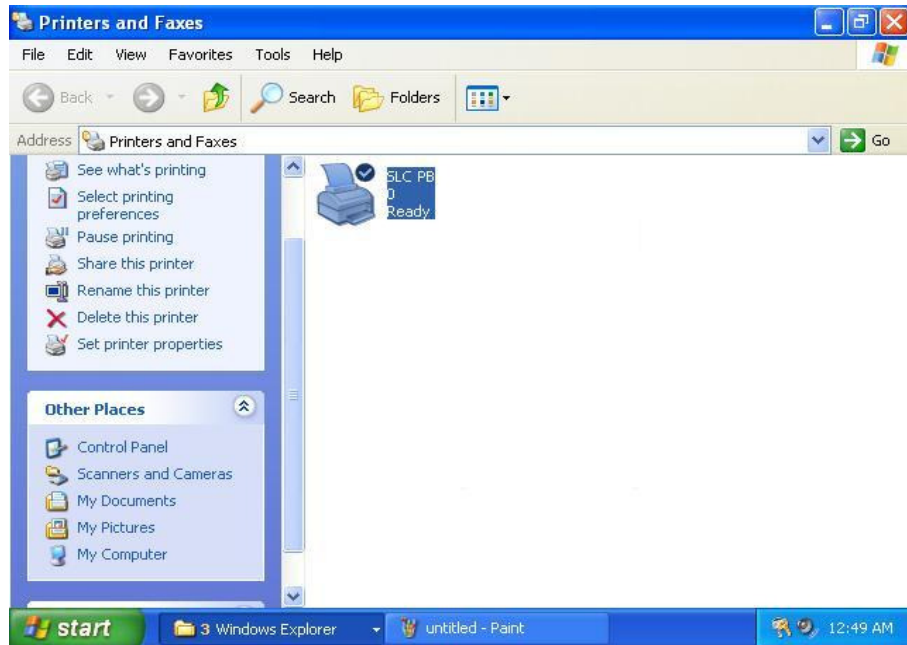 Printers and Faxes
File Edit View Favorites Tools Help
Back Search Folders
Address Printers and Faxes Go
See what's printing
Select printing
preferences
Pause printing
Share this printer
Rename this printer
Delete this printer
Set printer properties
Other Places
Control Panel
Scanners and Cameras
My Documents
My Pictures
My Computer
SLC PB
0
Ready
start 3 Windows Explorer untitled - Paint 12:49 AM